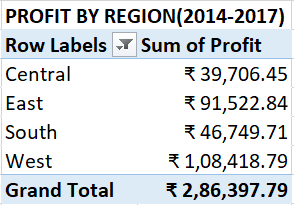 PROFIT BY REGION(2014-2017)
Row Labels Sum of Profit
Central ₹ 39,706.45
East ₹ 91,522.84
South ₹ 46,749.71
West ₹ 1,08,418.79
Grand Total ₹ 2,86,397.79